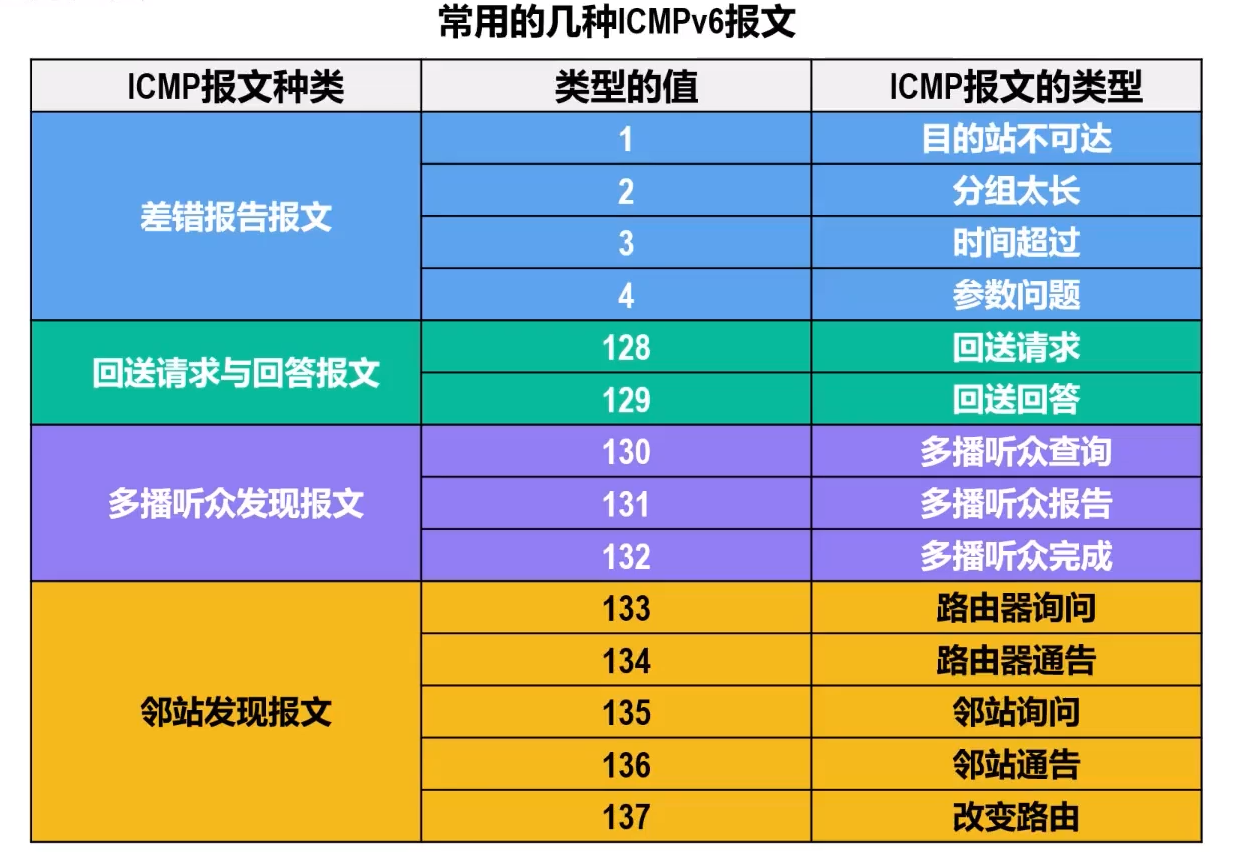 常用的几种ICMPv6报文
ICMP报文种类 类型的值 ICMP报文的类型
差错报告报文 1 目的站不可达
2 分组太长
3 时间超过
4 参数问题
回送请求与回答报文 128 回送请求
129 回送回答
多播听众发现报文 130 多播听众查询
131 多播听众报告
132 多播听众完成
邻站发现报文 133 路由器询问
134 路由器通告
135 邻站询问
136 邻站通告
137 改变路由